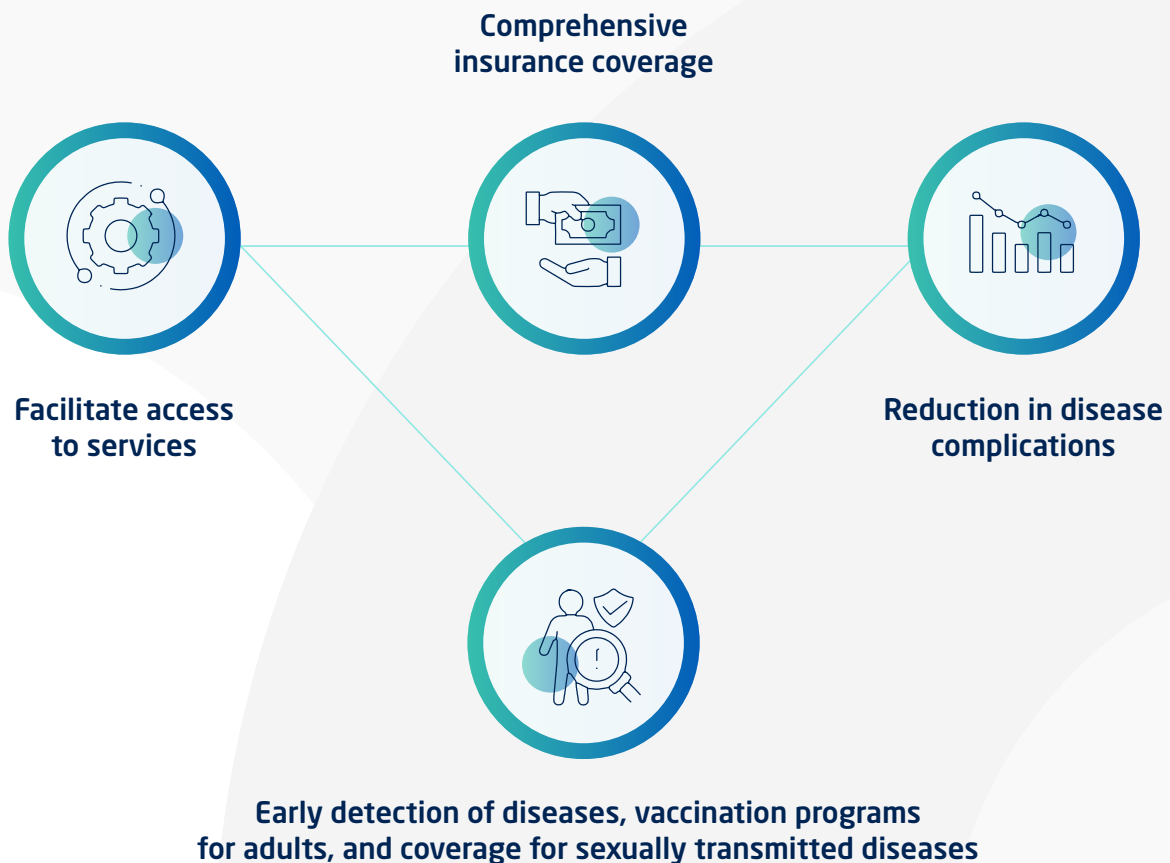 Comprehensive
insurance coverage
Facilitate access
to services
Reduction in disease
complications
Early detection of diseases, vaccination programs
for adults, and coverage for sexually transmitted diseases